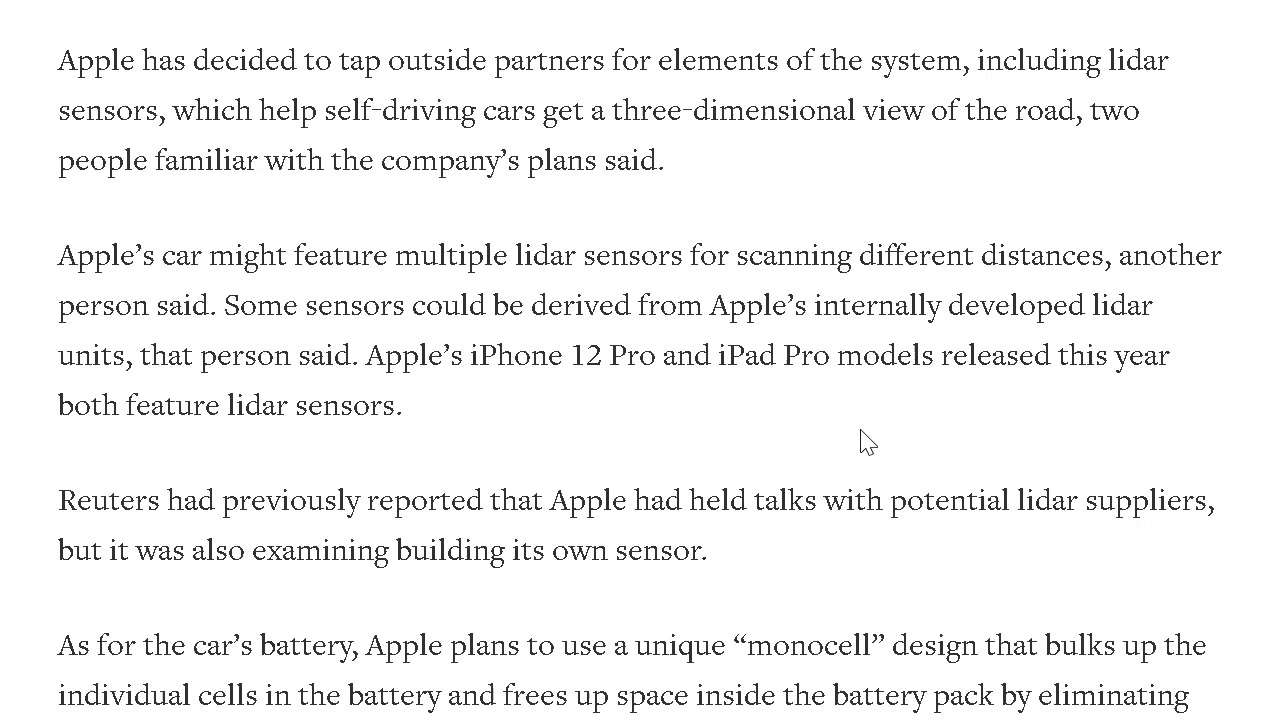 Apple has decided to tap outside partners for elements of the system, including lidar
sensors, which help self-driving cars get a three-dimensional view of the road, two
people familiar with the company’s plans said.
Apple’s car might feature multiple lidar sensors for scanning different distances, another
person said. Some sensors could be derived from Apple’s internally developed lidar
units, that person said. Apple’s iPhone 12 Pro and iPad Pro models released this year
both feature lidar sensors.
Reuters had previously reported that Apple had held talks with potential lidar suppliers,
but it was also examining building its own sensor.
As for the car’s battery, Apple plans to use a unique “monocell” design that bulks up the
individual cells in the battery and frees up space inside the battery pack by eliminating